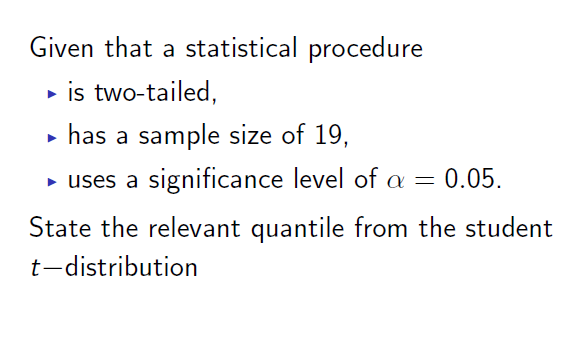 Given that a statistical procedure
▶ is two-tailed,
▶ has a sample size of 19,
▶ uses a significance level of α = 0.05.
State the relevant quantile from the student
t−distribution